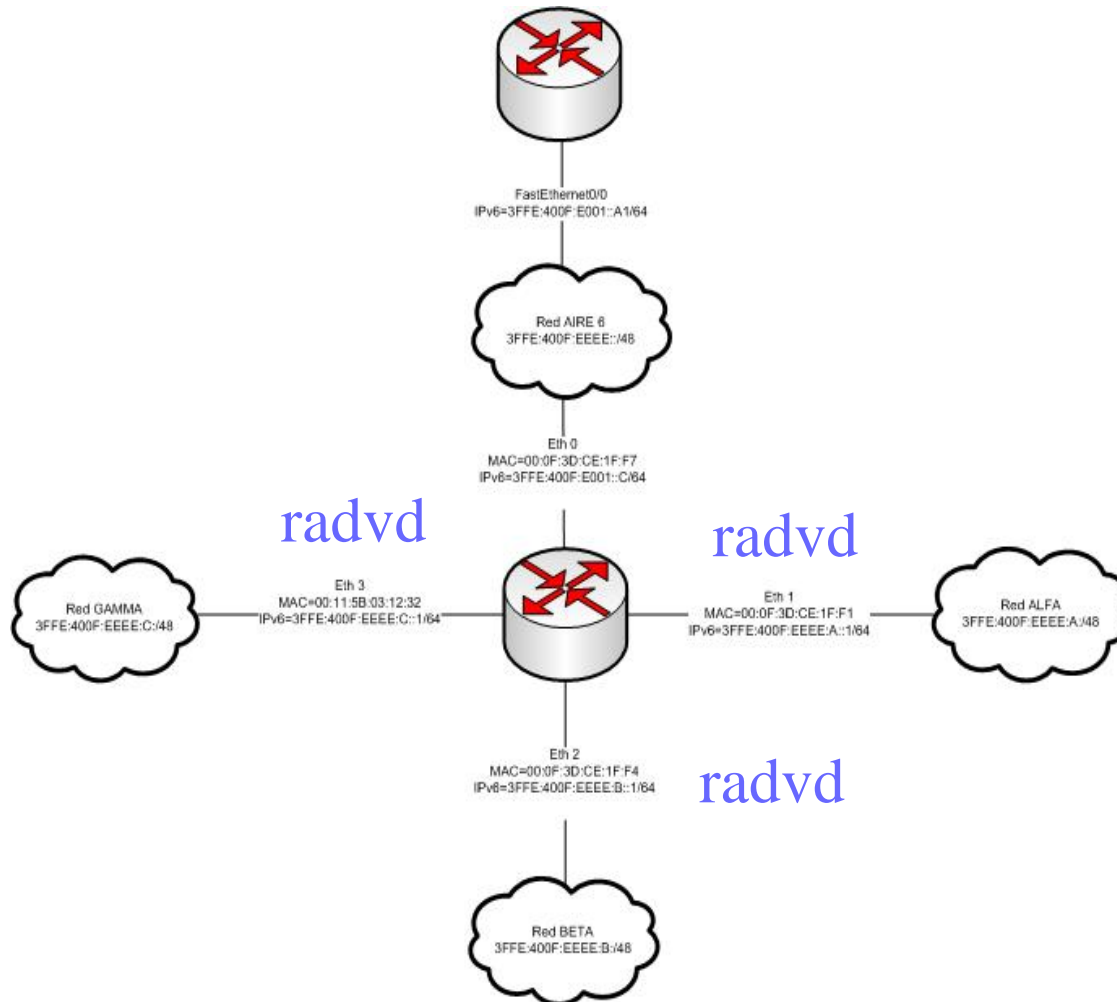 FastEthernet0/0
IPv6=3FFE:400F:E001::A1/64
Red AIRE 6
3FFE:400F:EEEE::/48
Eth 0
MAC=00:0F:3D:CE:1F:F7
IPv6=3FFE:400F:E001::C/64
radvd
radvd
Eth 3
MAC=00:11:5B:03:12:32
IPv6=3FFE:400F:EEEE:C::1/64
Red GAMMA
3FFE:400F:EEEE:C:/48
Eth 1
MAC=00:0F:3D:CE:1F:F1
IPv6=3FFE:400F:EEEE:A::1/64
Red ALFA
3FFE:400F:EEEE:A:/48
Eth 2
MAC=00:0F:3D:CE:1F:F4
IPv6=3FFE:400F:EEEE:B::1/64
radvd
Red BETA
3FFE:400F:EEEE:B:/48